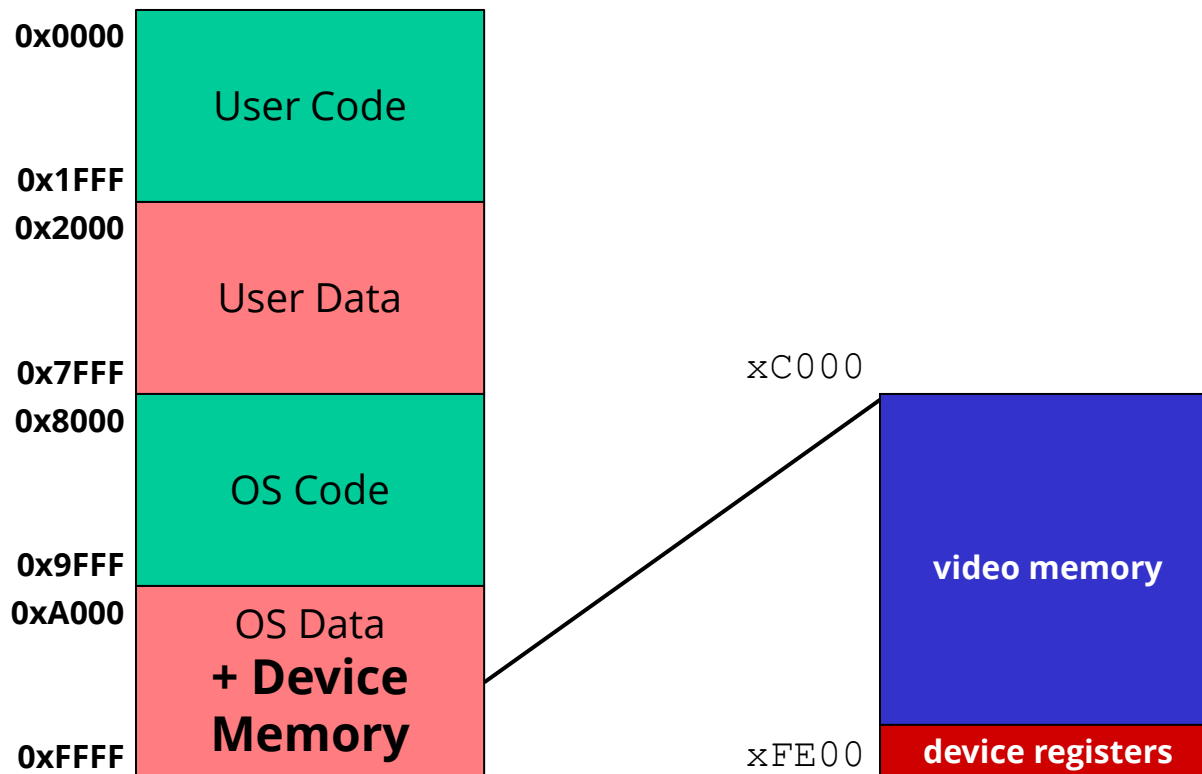 0x0000
User Code
0x1FFF
0x2000
User Data
0x7FFF
0x8000
OS Code
0x9FFF
0xA000
OS Data
+ Device
Memory
0xFFFF
xC000
video memory
xFE00
device registers